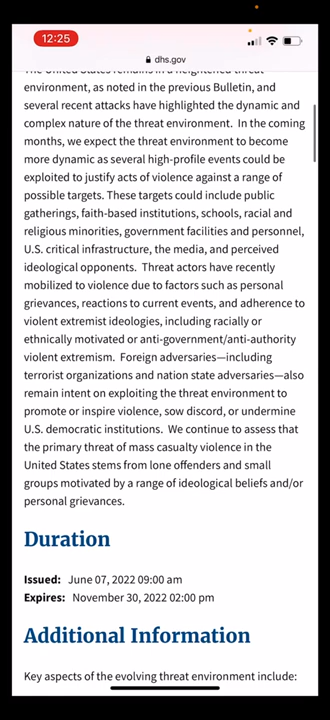 12:25
dhs.gov
The United States remains in a heightened threat
environment, as noted in the previous Bulletin, and
several recent attacks have highlighted the dynamic and
complex nature of the threat environment.  In the coming
months, we expect the threat environment to become
more dynamic as several high-profile events could be
exploited to justify acts of violence against a range of
possible targets. These targets could include public
gatherings, faith-based institutions, schools, racial and
religious minorities, government facilities and personnel,
U.S. critical infrastructure, the media, and perceived
ideological opponents.  Threat actors have recently
mobilized to violence due to factors such as personal
grievances, reactions to current events, and adherence to
violent extremist ideologies, including racially or
ethnically motivated or anti-government/anti-authority
violent extremism.  Foreign adversaries—including
terrorist organizations and nation state adversaries—also
remain intent on exploiting the threat environment to
promote or inspire violence, sow discord, or undermine
U.S. democratic institutions.  We continue to assess that
the primary threat of mass casualty violence in the
United States stems from lone offenders and small
groups motivated by a range of ideological beliefs and/or
personal grievances.
Duration
Issued:  June 07, 2022 09:00 am
Expires:  November 30, 2022 02:00 pm
Additional Information
Key aspects of the evolving threat environment include: